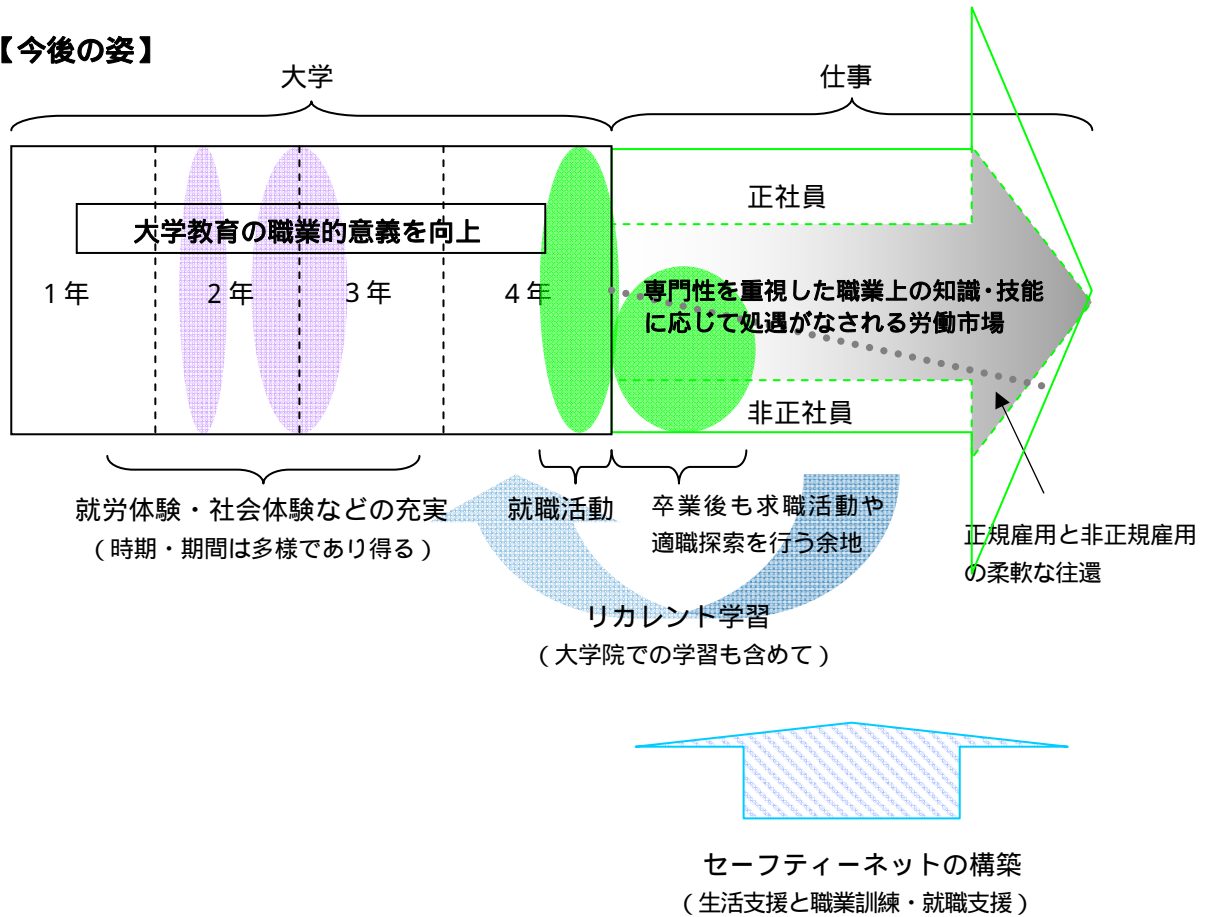 【今後の姿】
大学
仕事
正社員
大学教育の職業的意義を向上
1年
2年
3年
4年
専門性を重視した職業上の知識・技能
に応じて処遇がなされる労働市場
非正社員
就労体験・社会体験などの充実
(時期・期間は多様であり得る)
就職活動
卒業後も求職活動や
適職探索を行う余地
正規雇用と非正規雇用
の柔軟な往還
リカレント学習
(大学院での学習も含めて)
セーフティーネットの構築
(生活支援と職業訓練・就職支援)